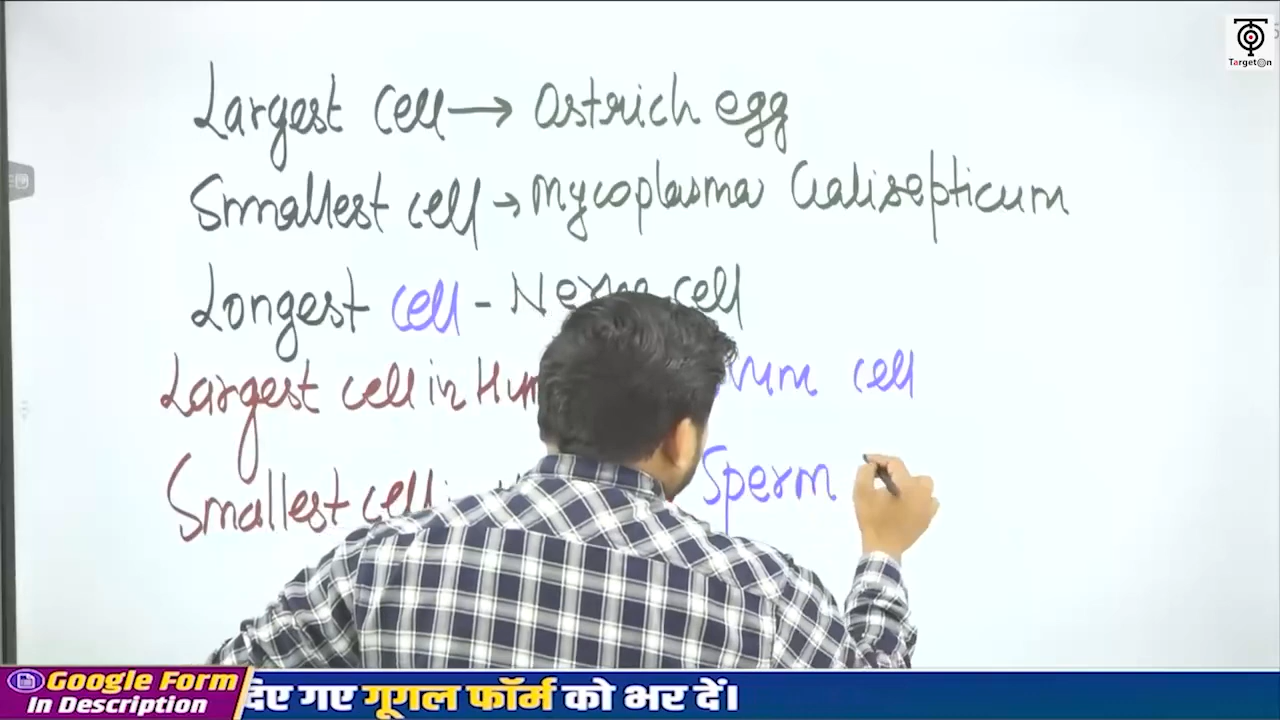 TargetOn
Largest cell → Ostrich egg
Smallest cell → Mycoplasma Galisepticum
Longest cell - Nerve cell
Largest cell in cell
Smallest cell Sperm
Google Form
In Description
दिए गए गूगल फॉर्म को भर दें।